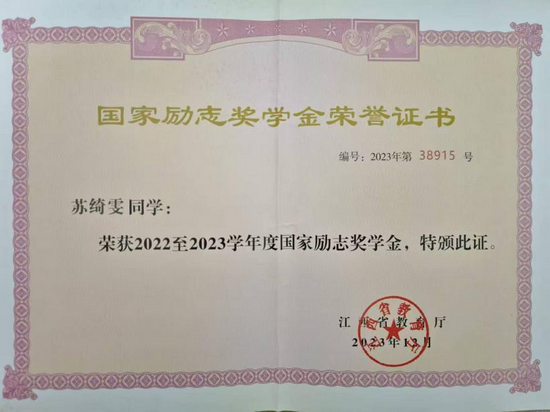 国家励志奖学金荣誉证书
编号：2023年第 38915 号
苏绮雯同学：
荣获2022至2023学年度国家励志奖学金，特颁此证。
江西省教育厅
2023年12月